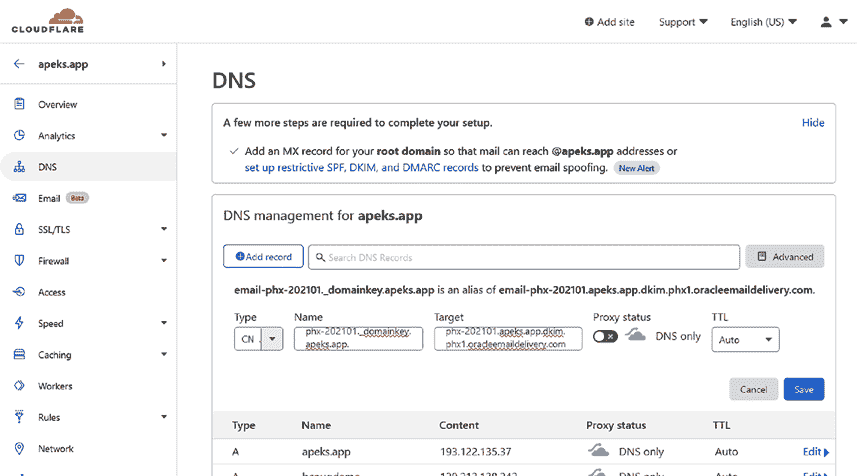 CLOUDFLARE
Add site
Support
English (US)
apeks.app
Overview
Analytics
DNS
Email Beta
SSL/TLS
Firewall
Access
Speed
Caching
Workers
Rules
Network
DNS
A few more steps are required to complete your setup.
Hide
Add an MX record for your root domain so that mail can reach @apeks.app addresses or
set up restrictive SPF, DKIM, and DMARC records to prevent email spoofing. New Alert
DNS management for apeks.app
Add record
Search DNS Records
Advanced
email-phx-202101._domainkey.apeks.app is an alias of email-phx-202101.apeks.app.dkim.phx1.oracleemaildelivery.com.
Type
Name
Target
Proxy status
TTL
CN
phx-202101._domainkey.
apeks.app.
phx-202101.apeks.app.dkim.
phx1.oracleemaildelivery.com
DNS only
Auto
Cancel
Save
Type Name Content Proxy status TTL
A apeks.app 193.122.135.37 DNS only Auto Edit